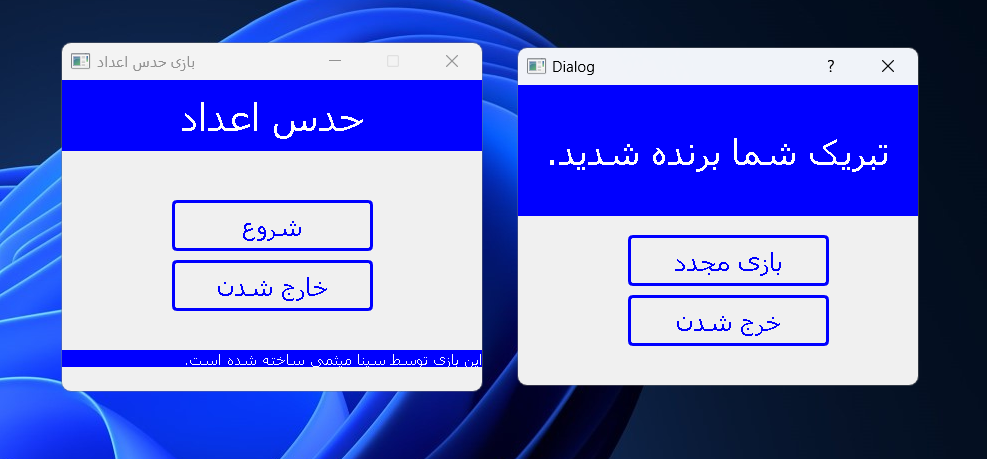 بازی حدس اعداد
حدس اعداد
شروع
خارج شدن
این بازی توسط سینا میثمی ساخته شده است.
Dialog
?
تبریک شما برنده شدید.
بازی مجدد
خرج شدن